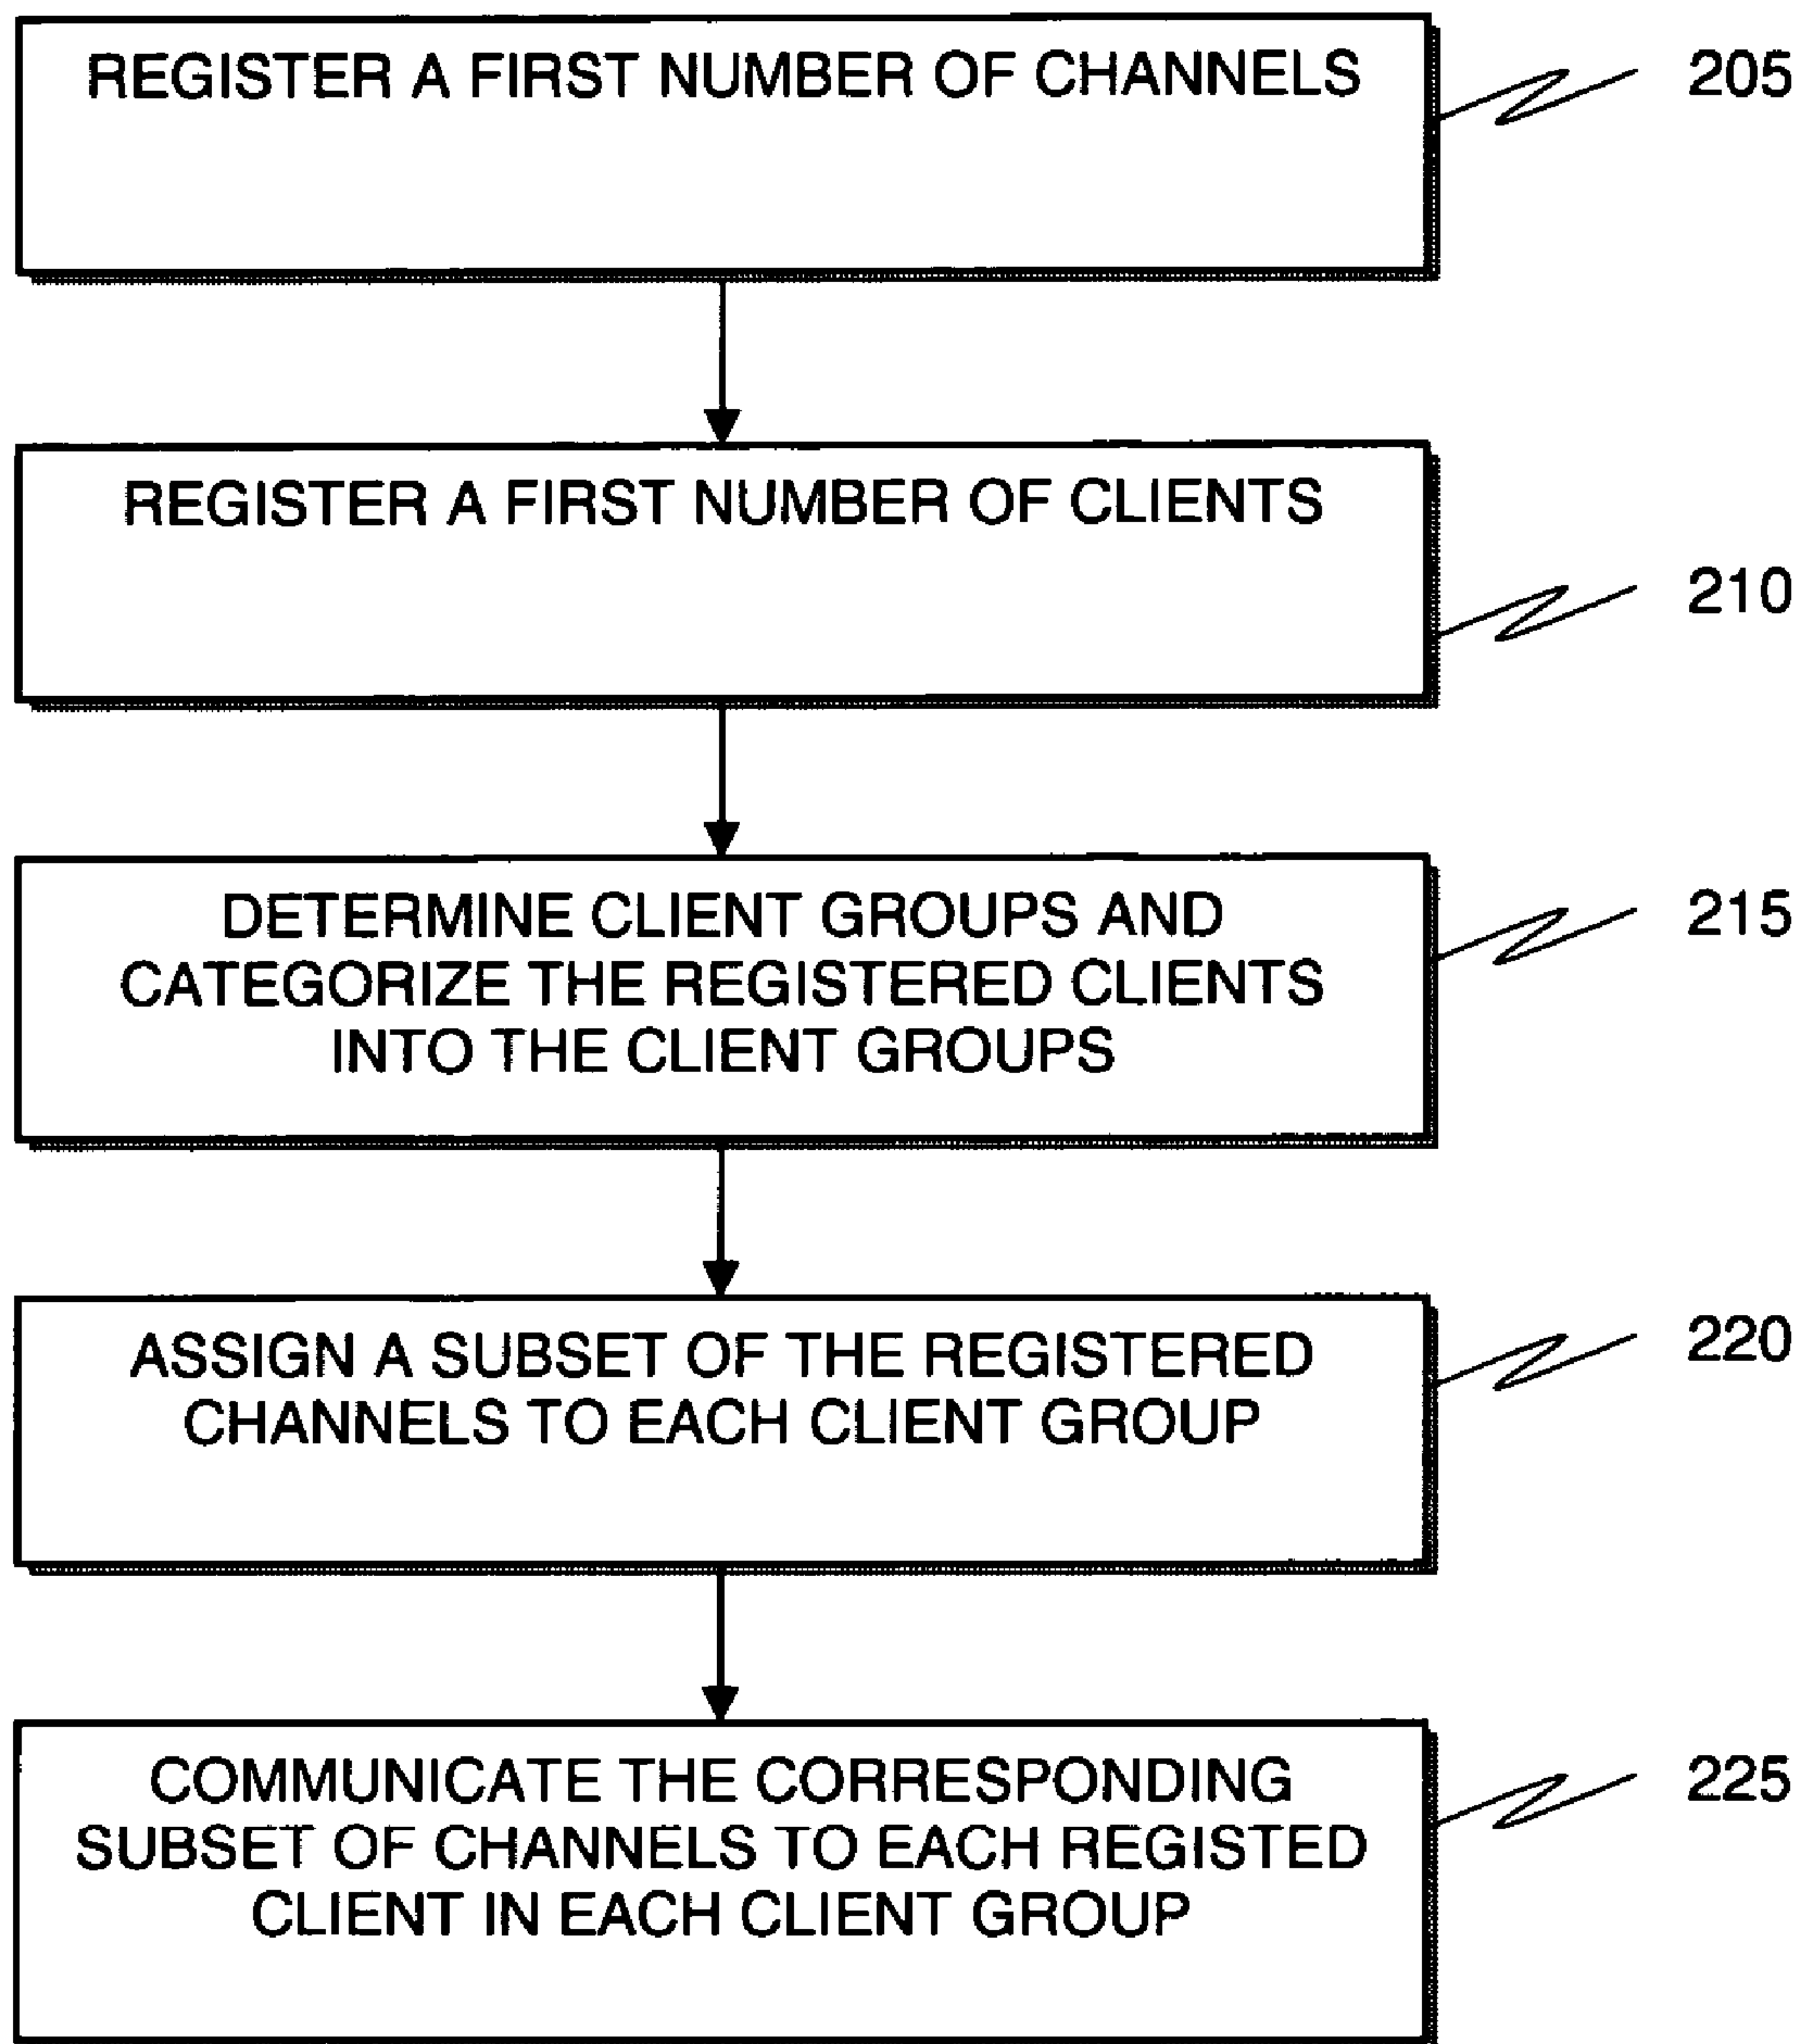 REGISTER A FIRST NUMBER OF CHANNELS
205
REGISTER A FIRST NUMBER OF CLIENTS
210
DETERMINE CLIENT GROUPS AND
CATEGORIZE THE REGISTERED CLIENTS
INTO THE CLIENT GROUPS
215
ASSIGN A SUBSET OF THE REGISTERED
CHANNELS TO EACH CLIENT GROUP
220
COMMUNICATE THE CORRESPONDING
SUBSET OF CHANNELS TO EACH REGISTED
CLIENT IN EACH CLIENT GROUP
225